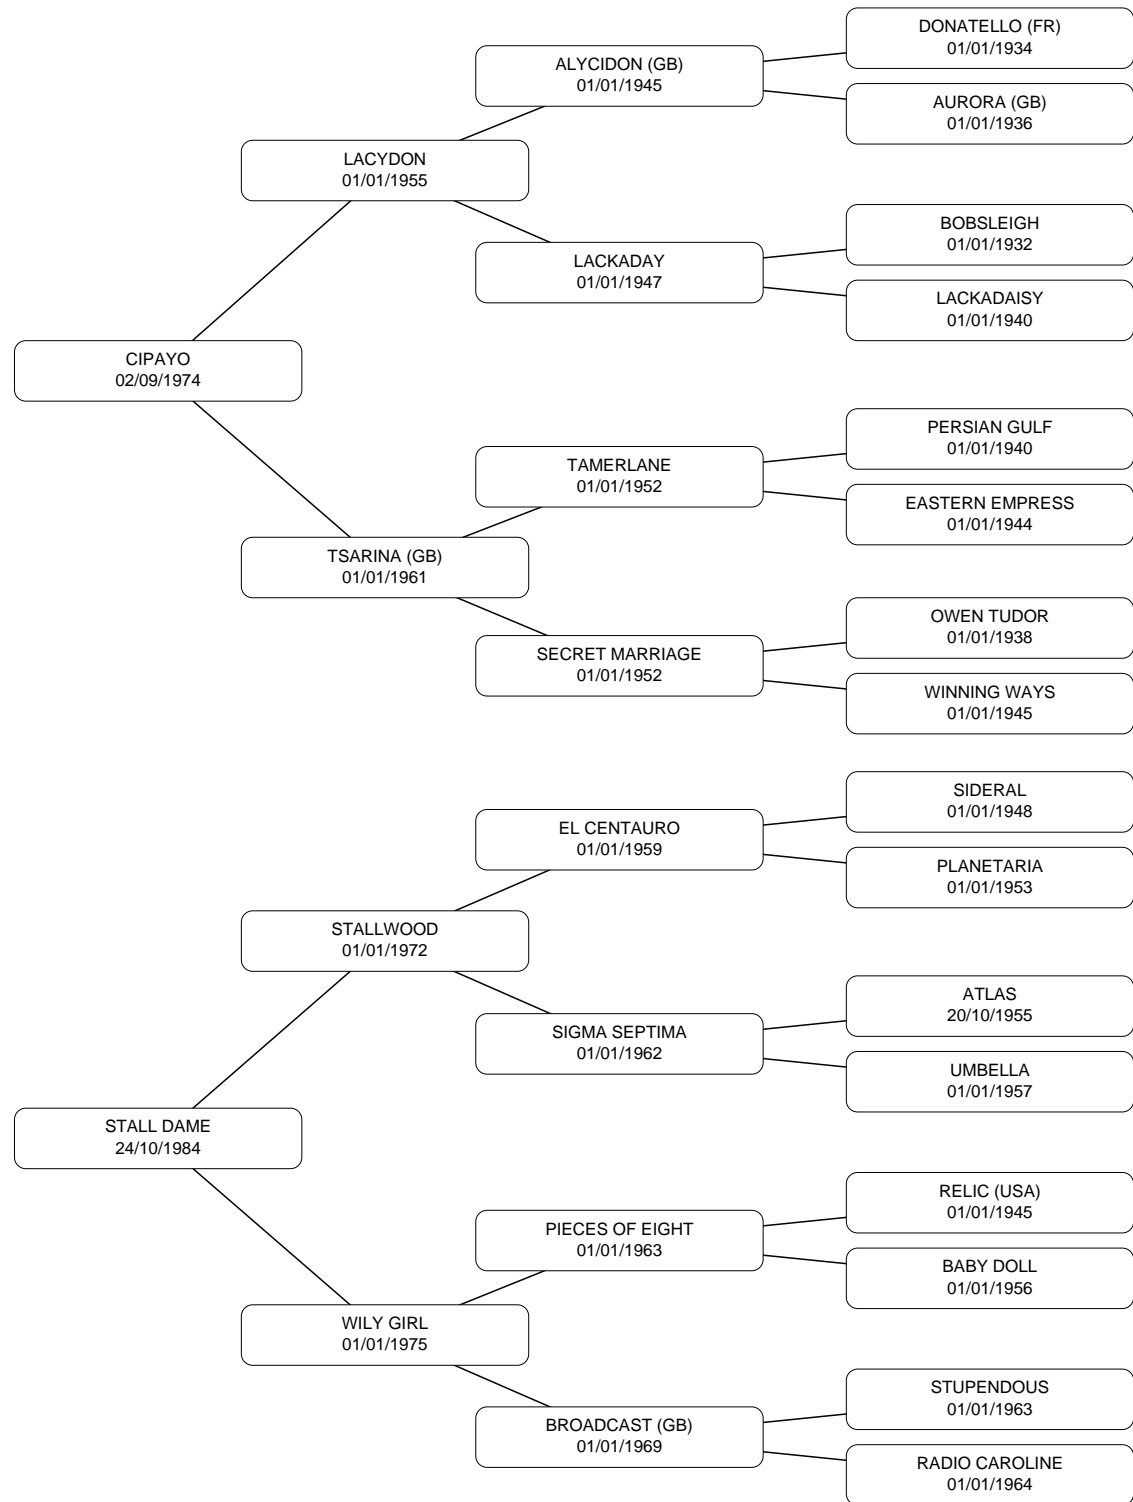 DONATELLO (FR)
01/01/1934
ALYCIDON (GB)
01/01/1945
AURORA (GB)
01/01/1936
LACYDON
01/01/1955
BOBSLEIGH
01/01/1932
LACKADAY
01/01/1947
LACKADAISY
01/01/1940
CIPAYO
02/09/1974
PERSIAN GULF
01/01/1940
TAMERLANE
01/01/1952
EASTERN EMPRESS
01/01/1944
TSARINA (GB)
01/01/1961
OWEN TUDOR
01/01/1938
SECRET MARRIAGE
01/01/1952
WINNING WAYS
01/01/1945
SIDERAL
01/01/1948
EL CENTAURO
01/01/1959
PLANETARIA
01/01/1953
STALLWOOD
01/01/1972
ATLAS
20/10/1955
SIGMA SEPTIMA
01/01/1962
UMBELLA
01/01/1957
STALL DAME
24/10/1984
RELIC (USA)
01/01/1945
PIECES OF EIGHT
01/01/1963
BABY DOLL
01/01/1956
WILY GIRL
01/01/1975
STUPENDOUS
01/01/1963
BROADCAST (GB)
01/01/1969
RADIO CAROLINE
01/01/1964